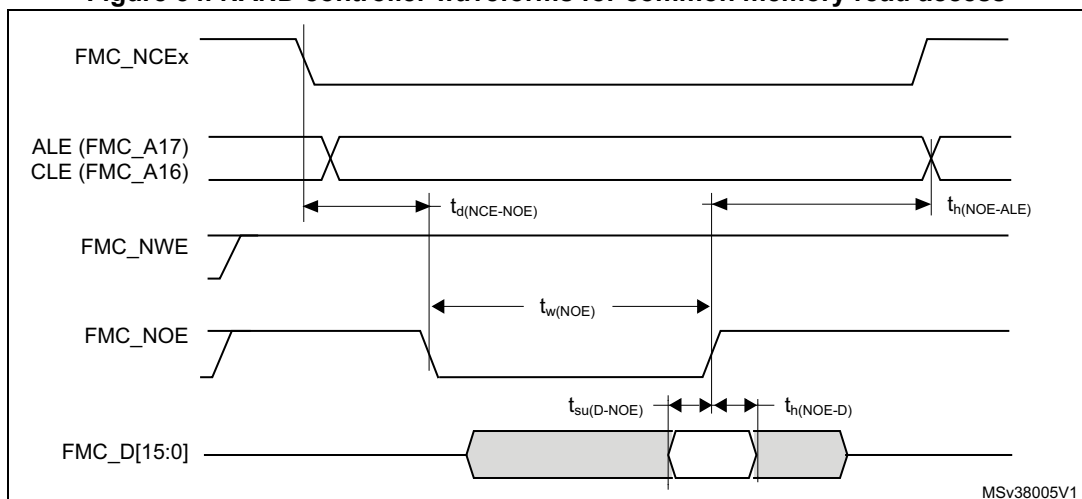 Figure 54. NAND controller waveforms for common memory read access
FMC_NCEx
ALE (FMC_A17)
CLE (FMC_A16)
td(NCE-NOE)
th(NOE-ALE)
FMC_NWE
tw(NOE)
FMC_NOE
tsu(D-NOE)
th(NOE-D)
FMC_D[15:0]
MSv38005V1